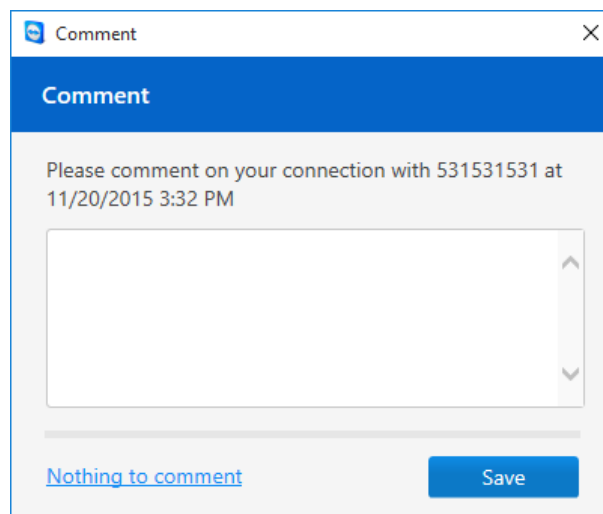 Comment
Comment
Please comment on your connection with 531531531 at
11/20/2015 3:32 PM
Nothing to comment
Save